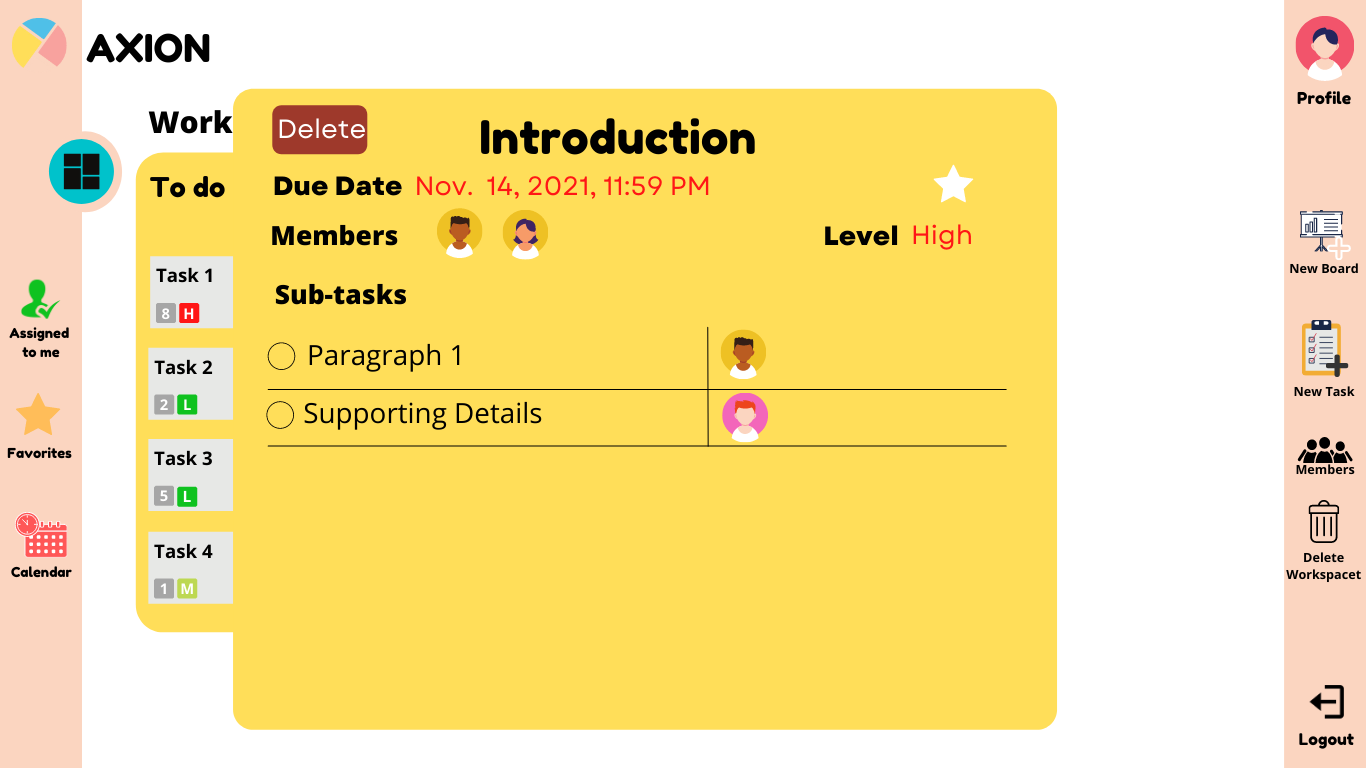 AXION
Work
To do
Task 1
8 H
Task 2
2 L
Task 3
5 L
Task 4
1 M
Assigned
to me
Favorites
Calendar
Delete
Introduction
Due Date Nov. 14, 2021, 11:59 PM
Members
Level High
Sub-tasks
Paragraph 1
Supporting Details
Profile
New Board
New Task
Members
Delete
Workspacet
Logout